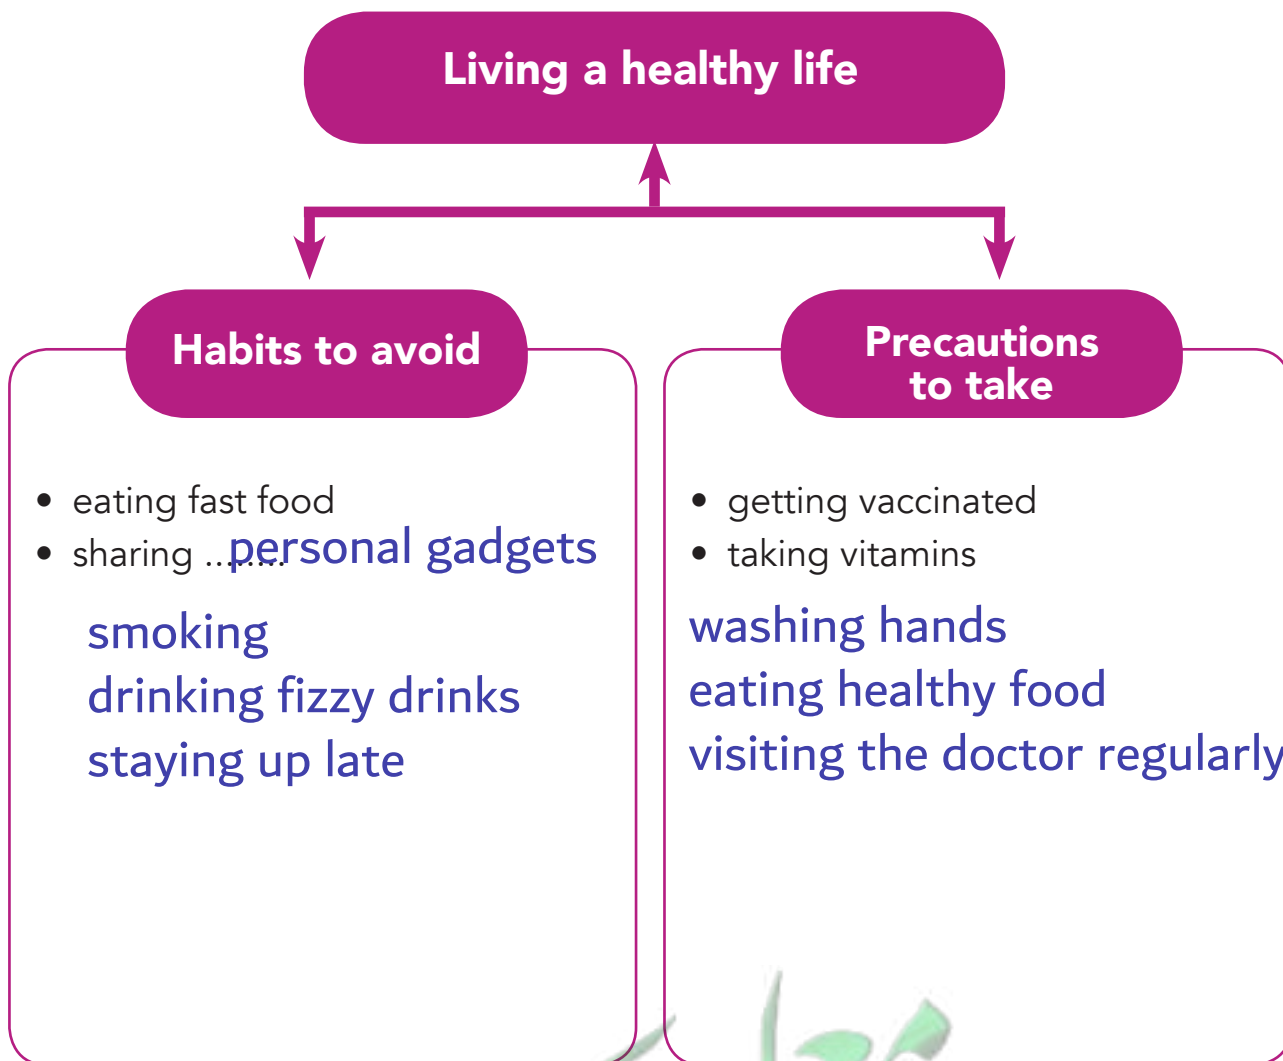 Living a healthy life
Habits to avoid
• eating fast food
• sharing ........personal gadgets
smoking
drinking fizzy drinks
staying up late
Precautions
to take
• getting vaccinated
• taking vitamins
washing hands
eating healthy food
visiting the doctor regularly